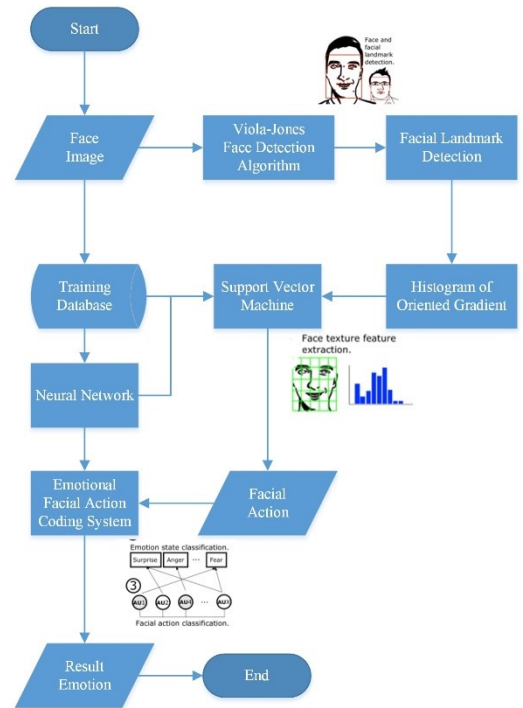 Start
Face and
facial
landmark
detection.
Face
Image
Viola-Jones
Face Detection
Algorithm
Facial Landmark
Detection
Training
Database
Support Vector
Machine
Histogram of
Oriented Gradient
Face texture feature
extraction.
Neural Network
Emotional
Facial Action
Coding System
Facial
Action
Emotion state classification.
Surprise Anger ... Fear
3
AU1 AU2 AU4 ...
Facial action classification.
Result
Emotion
End